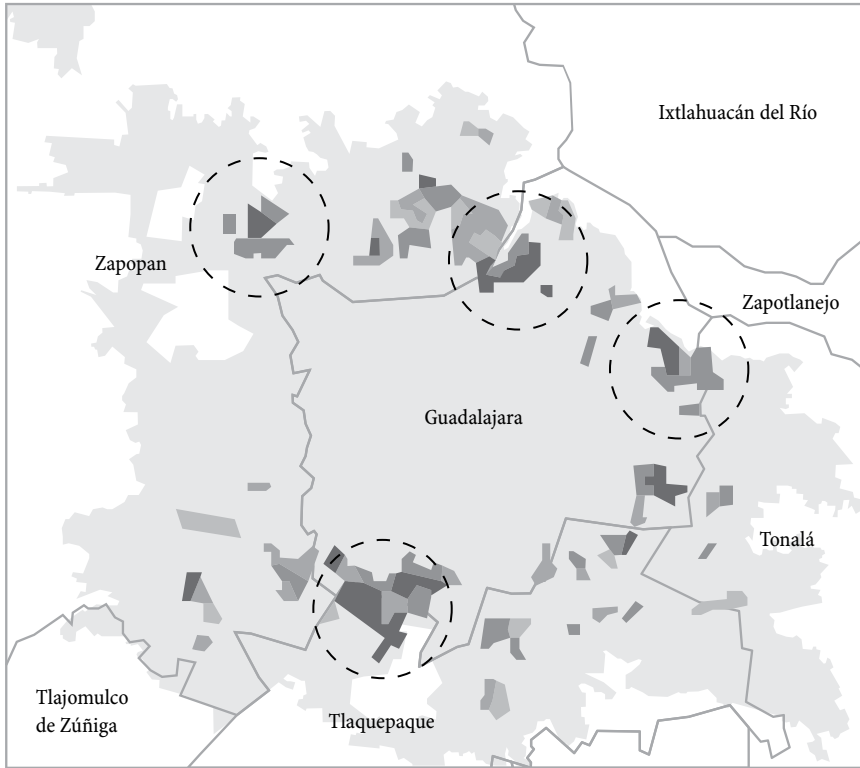 Ixtlahuacán del Río
Zapopan
Zapotlanejo
Guadalajara
Tonalá
Tlajomulco
de Zúñiga
Tlaquepaque